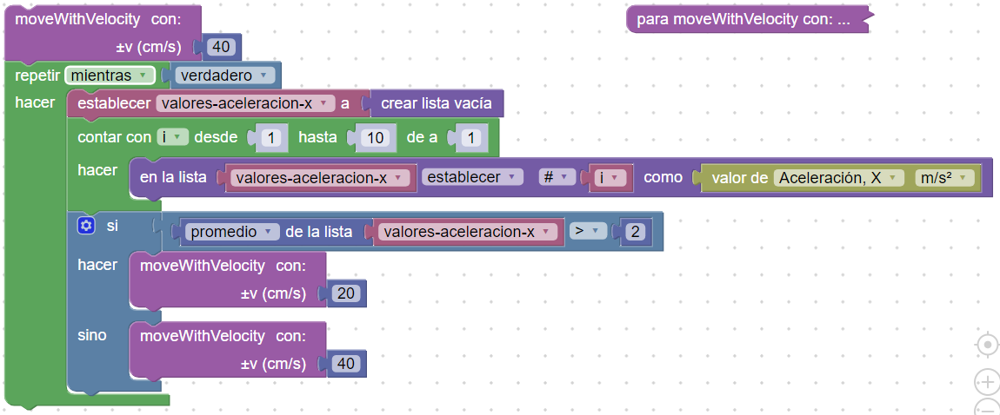 moveWithVelocity con:
±v (cm/s) 40
para moveWithVelocity con: ...
repetir mientras verdadero
hacer establecer valores-aceleracion-x a crear lista vacía
contar con i desde 1 hasta 10 de a 1
hacer en la lista valores-aceleracion-x establecer # i como valor de Aceleración, X m/s²
si promedio de la lista valores-aceleracion-x > 2
hacer moveWithVelocity con:
±v (cm/s) 20
sino moveWithVelocity con:
±v (cm/s) 40